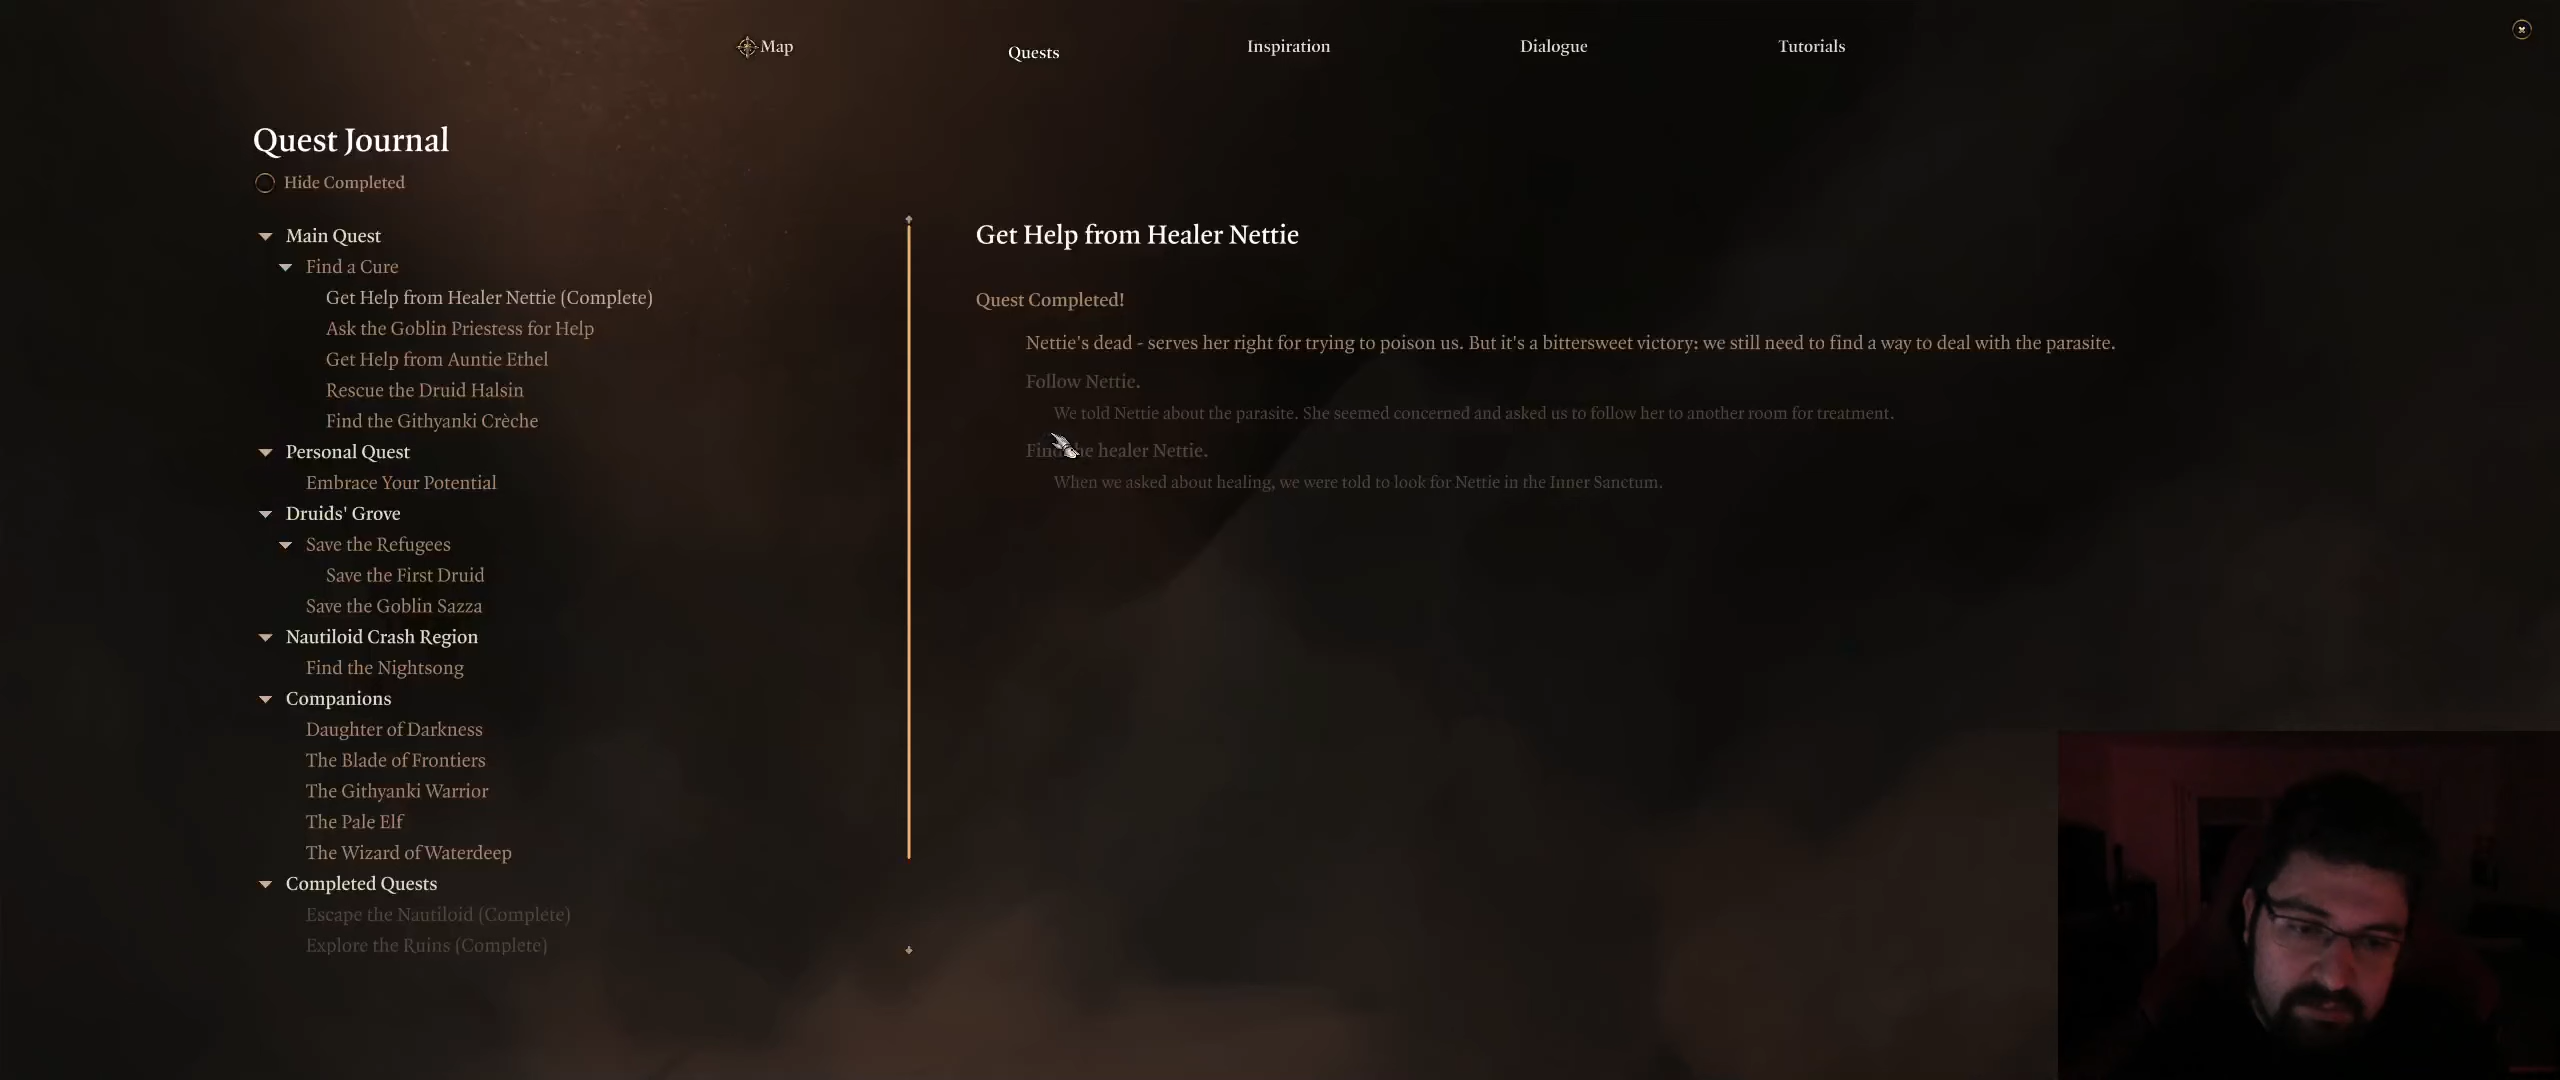 Map
Quests
Inspiration
Dialogue
Tutorials
Quest Journal
Hide Completed
Main Quest
Find a Cure
Get Help from Healer Nettie (Complete)
Ask the Goblin Priestess for Help
Get Help from Auntie Ethel
Rescue the Druid Halsin
Find the Githyanki Crèche
Personal Quest
Embrace Your Potential
Druids' Grove
Save the Refugees
Save the First Druid
Save the Goblin Sazza
Nautiloid Crash Region
Find the Nightsong
Companions
Daughter of Darkness
The Blade of Frontiers
The Githyanki Warrior
The Pale Elf
The Wizard of Waterdeep
Completed Quests
Escape the Nautiloid (Complete)
Explore the Ruins (Complete)
Get Help from Healer Nettie
Quest Completed!
Nettie's dead - serves her right for trying to poison us. But it's a bittersweet victory: we still need to find a way to deal with the parasite.
Follow Nettie.
We told Nettie about the parasite. She seemed concerned and asked us to follow her to another room for treatment.
Find the healer Nettie.
When we asked about healing, we were told to look for Nettie in the Inner Sanctum.